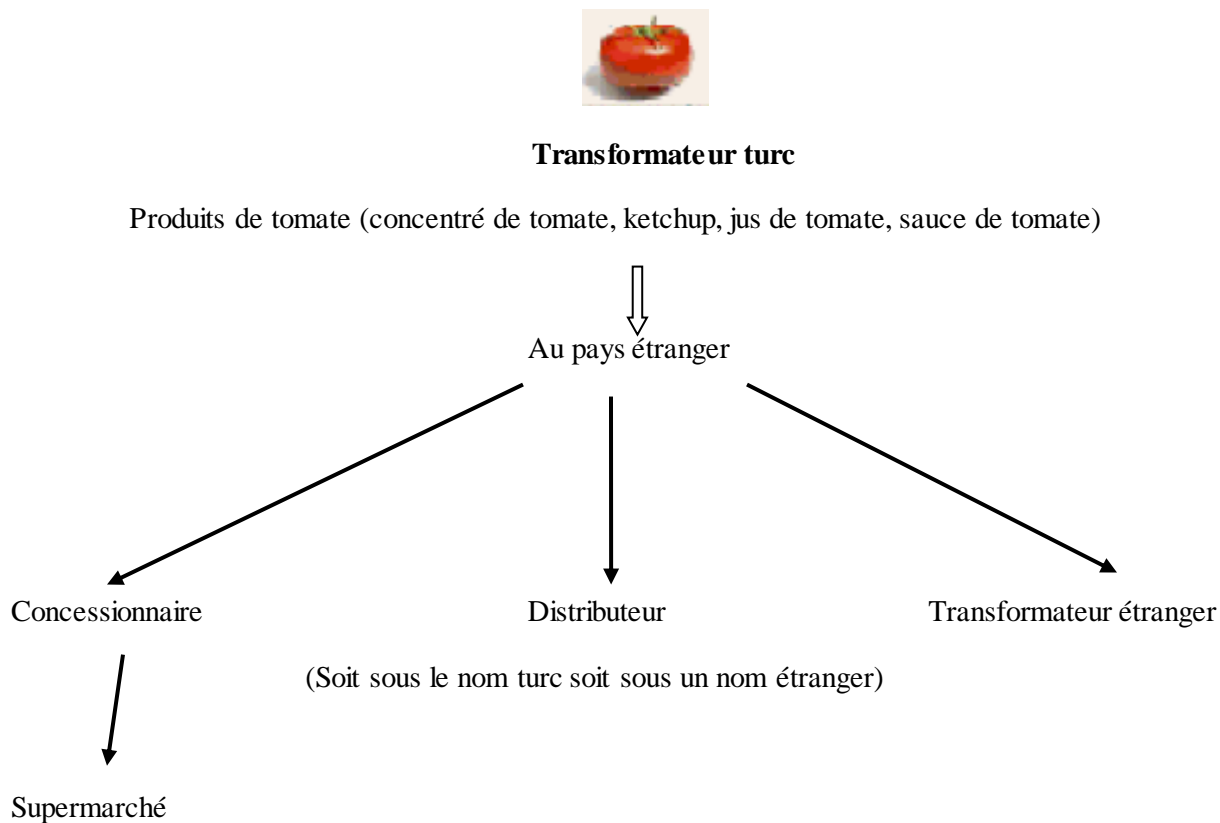 Transformateur turc
Produits de tomate (concentré de tomate, ketchup, jus de tomate, sauce de tomate)
Au pays étranger
Concessionnaire
Distributeur
Transformateur étranger
(Soit sous le nom turc soit sous un nom étranger)
Supermarché